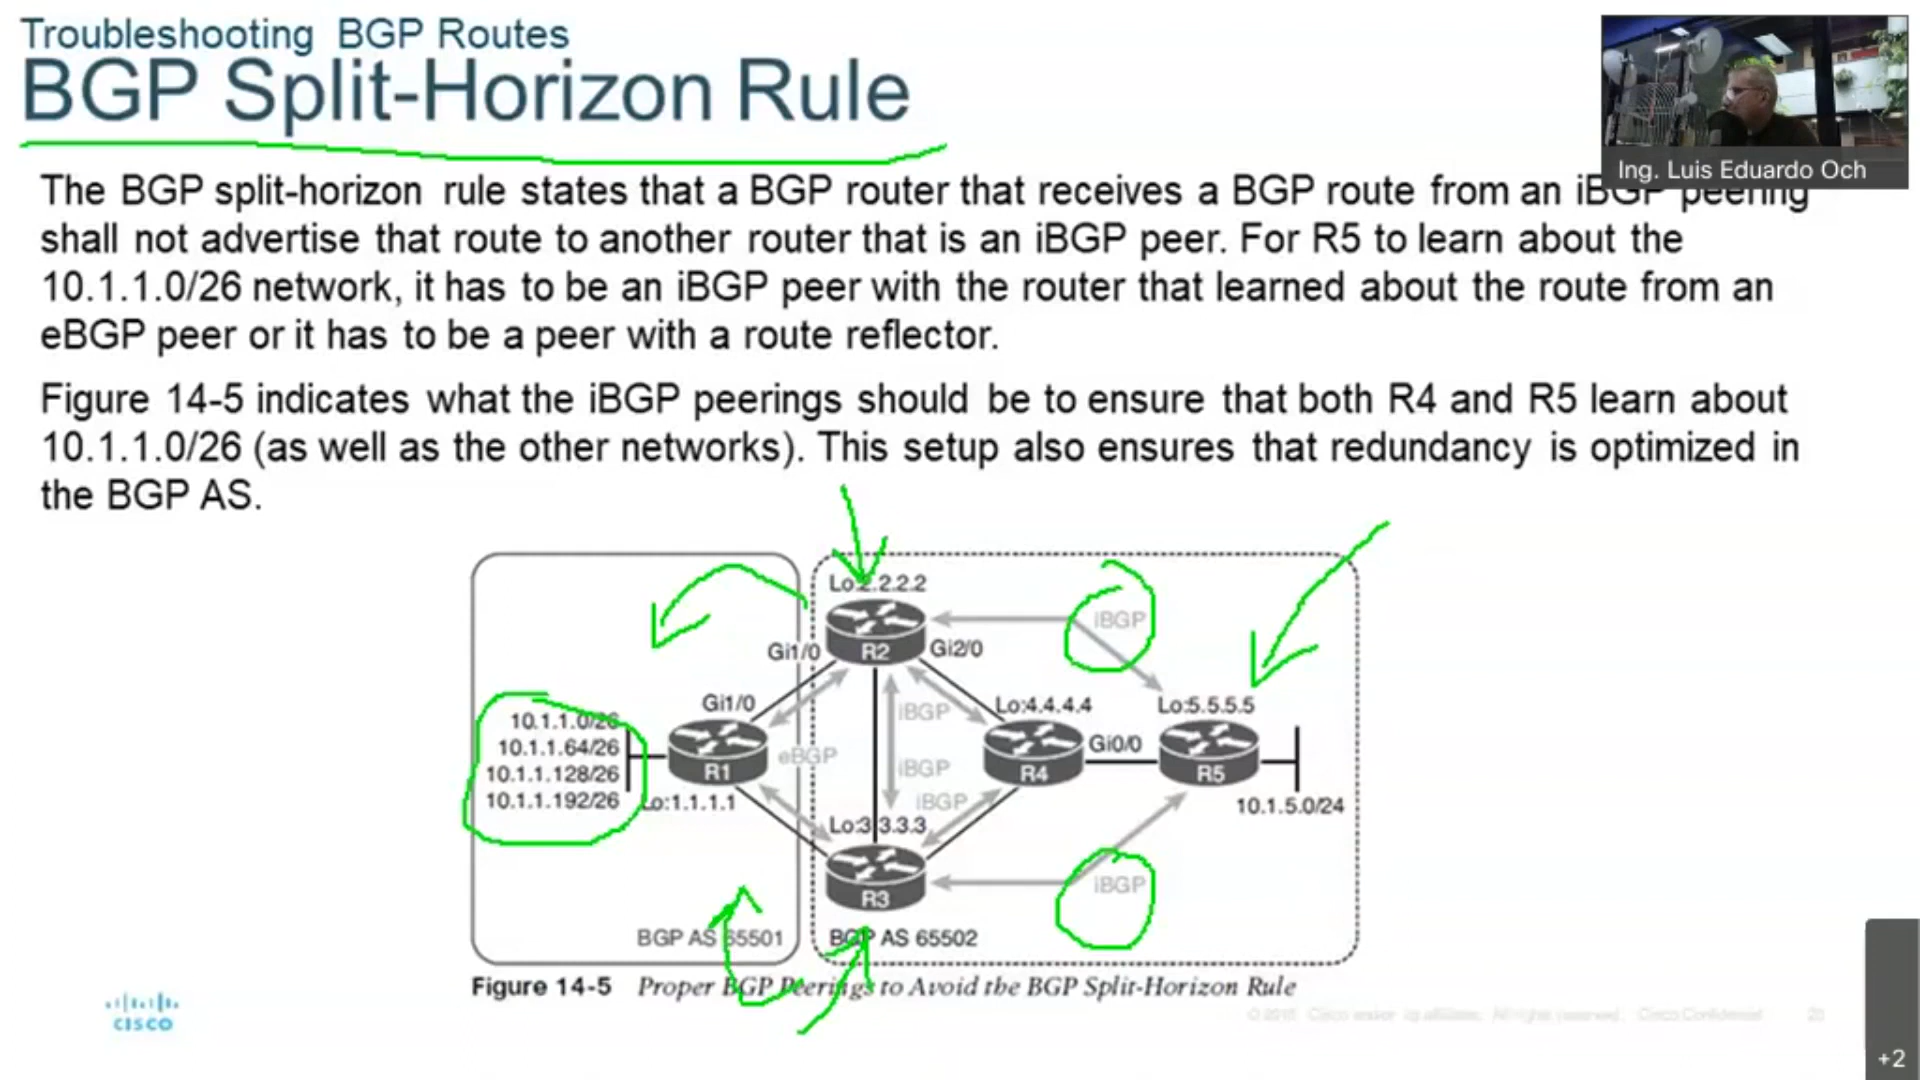 Troubleshooting BGP Routes
BGP Split-Horizon Rule
Ing. Luis Eduardo Och
The BGP split-horizon rule states that a BGP router that receives a BGP route from an iBGP peering
shall not advertise that route to another router that is an iBGP peer. For R5 to learn about the
10.1.1.0/26 network, it has to be an iBGP peer with the router that learned about the route from an
eBGP peer or it has to be a peer with a route reflector.
Figure 14-5 indicates what the iBGP peerings should be to ensure that both R4 and R5 learn about
10.1.1.0/26 (as well as the other networks). This setup also ensures that redundancy is optimized in
the BGP AS.
Lo:2.2.2.2
iBGP
R2
Gi1/0
Gi2/0
Gi1/0
Lo:4.4.4.4
Lo:5.5.5.5
iBGP
10.1.1.0/26
10.1.1.64/26
10.1.1.128/26
10.1.1.192/26
R1
eBGP
iBGP
R4
Gi0/0
R5
Lo:1.1.1.1
iBGP
10.1.5.0/24
Lo:3.3.3.3
R3
iBGP
BGP AS 65501
BGP AS 65502
Figure 14-5 Proper BGP Peerings to Avoid the BGP Split-Horizon Rule
CISCO
Cisco Confidential
+2